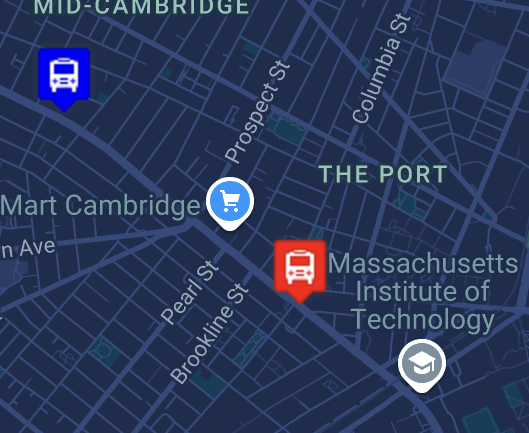 MID-CAMBRIDGE
Columbia St
Prospect St
THE PORT
Mart Cambridge
n Ave
Massachusetts
Institute of
Technology
Pearl St
Brookline St